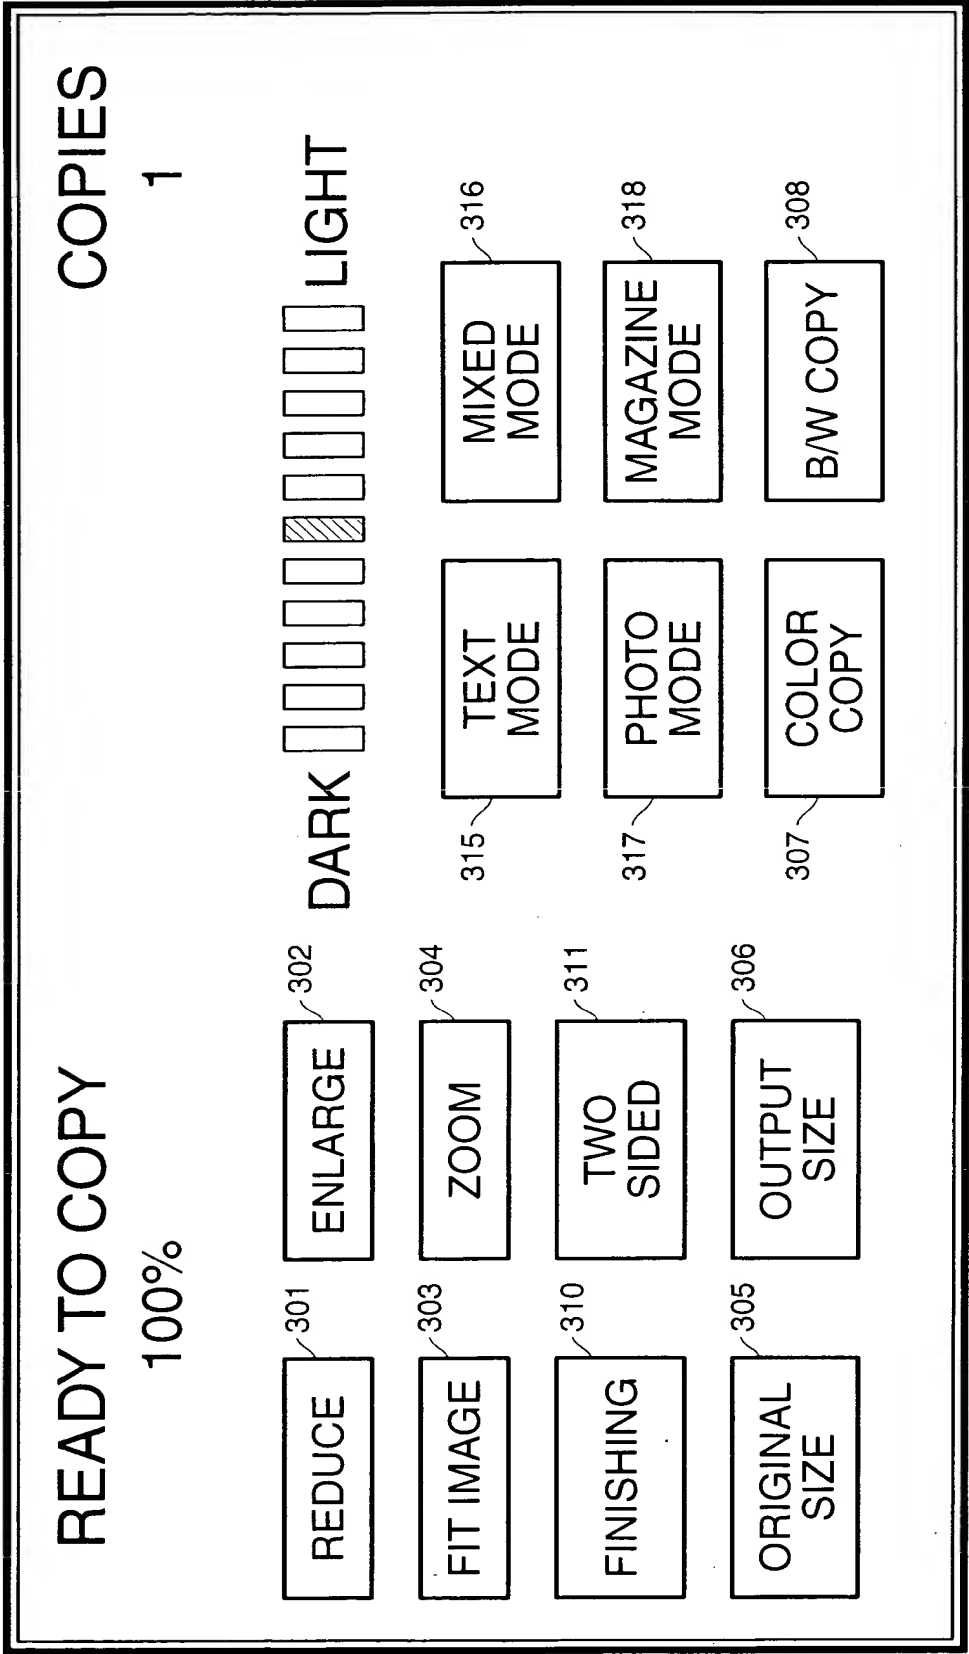 READY TO COPY
COPIES
100%
1
REDUCE
301
ENLARGE
302
DARK
LIGHT
FIT IMAGE
303
ZOOM
304
315
TEXT
MODE
MIXED
MODE
316
FINISHING
310
TWO
SIDED
311
317
PHOTO
MODE
MAGAZINE
MODE
318
ORIGINAL
SIZE
305
OUTPUT
SIZE
306
307
COLOR
COPY
B/W COPY
308